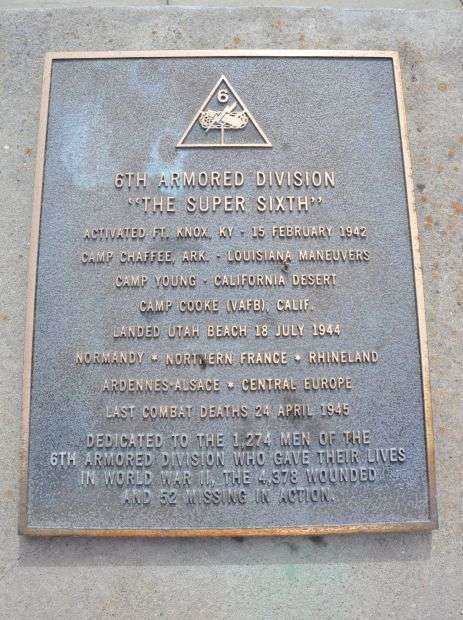 6
6TH ARMORED DIVISION
"THE SUPER SIXTH"
ACTIVATED FT. KNOX, KY - 15 FEBRUARY 1942
CAMP CHAFFEE, ARK. - LOUISIANA MANEUVERS
CAMP YOUNG - CALIFORNIA DESERT
CAMP COOKE (VAFB), CALIF.
LANDED UTAH BEACH 18 JULY 1944
NORMANDY * NORTHERN FRANCE * RHINELAND
ARDENNES-ALSACE * CENTRAL EUROPE
LAST COMBAT DEATHS 24 APRIL 1945
DEDICATED TO THE 1,274 MEN OF THE
6TH ARMORED DIVISION WHO GAVE THEIR LIVES
IN WORLD WAR II, THE 4,378 WOUNDED
AND 52 MISSING IN ACTION.